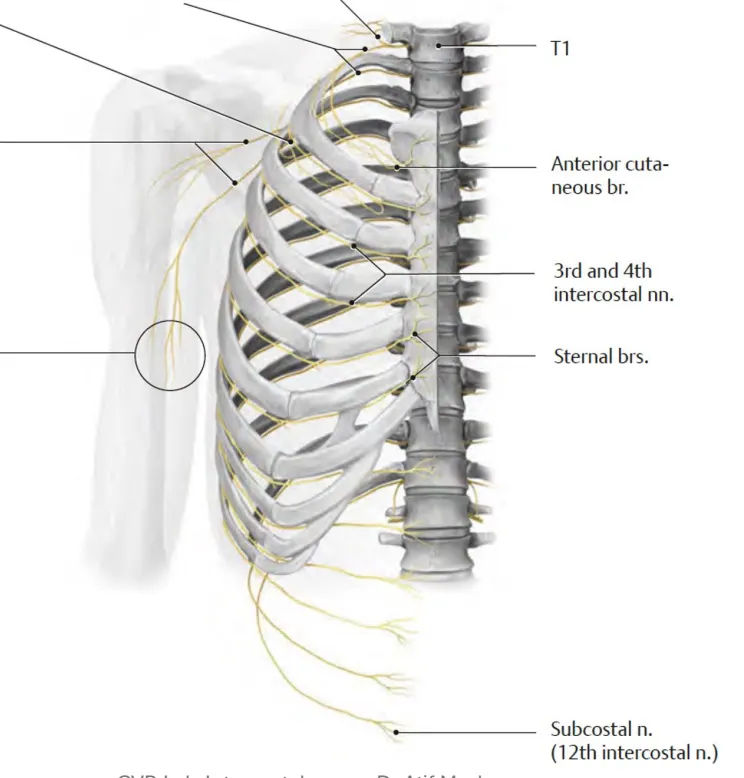 T1
Anterior cuta-
neous br.
3rd and 4th
intercostal nn.
Sternal brs.
Subcostal n.
(12th intercostal n.)